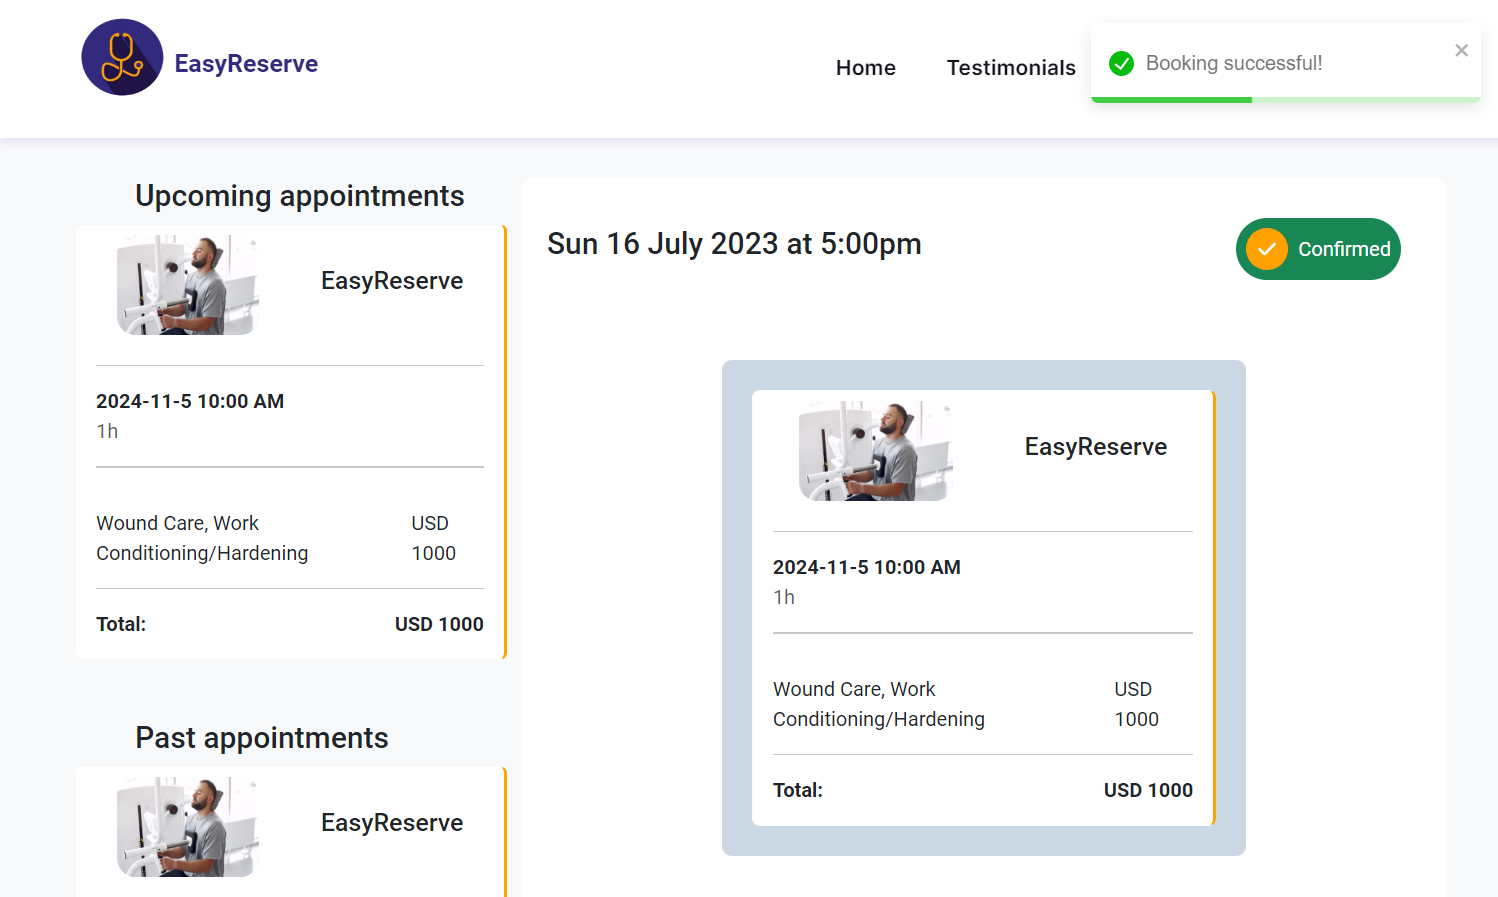 EasyReserve
Home
Testimonials
Booking successful!
Upcoming appointments
EasyReserve
2024-11-5 10:00 AM
1h
Wound Care, Work
Conditioning/Hardening
USD
1000
Total:
USD 1000
Past appointments
EasyReserve
Sun 16 July 2023 at 5:00pm
Confirmed
EasyReserve
2024-11-5 10:00 AM
1h
Wound Care, Work
Conditioning/Hardening
USD
1000
Total:
USD 1000